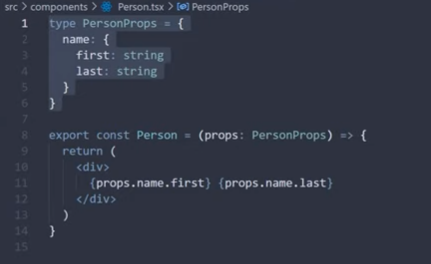 src > components > Person.tsx > PersonProps
1 type PersonProps = {
2   name: {
3     first: string
4     last: string
5   }
6 }
7
8 export const Person = (props: PersonProps) => {
9   return (
10     <div>
11       {props.name.first} {props.name.last}
12     </div>
13   )
14 }
15